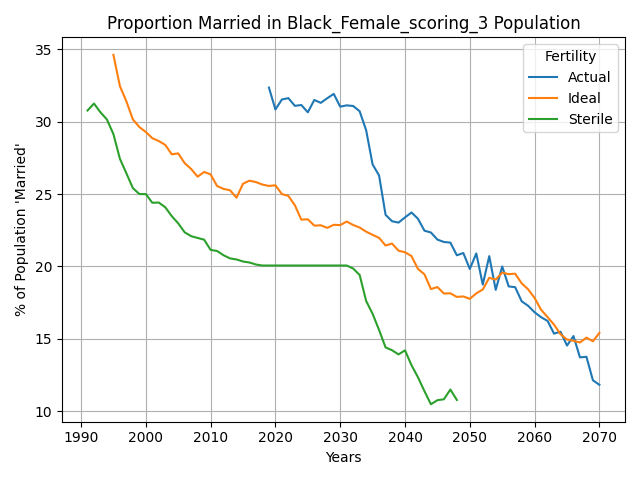 Proportion Married in Black_Female_scoring_3 Population
% of Population 'Married'
35
30
25
20
15
10
Fertility
Actual
Ideal
Sterile
1990 2000 2010 2020 2030 2040 2050 2060 2070
Years